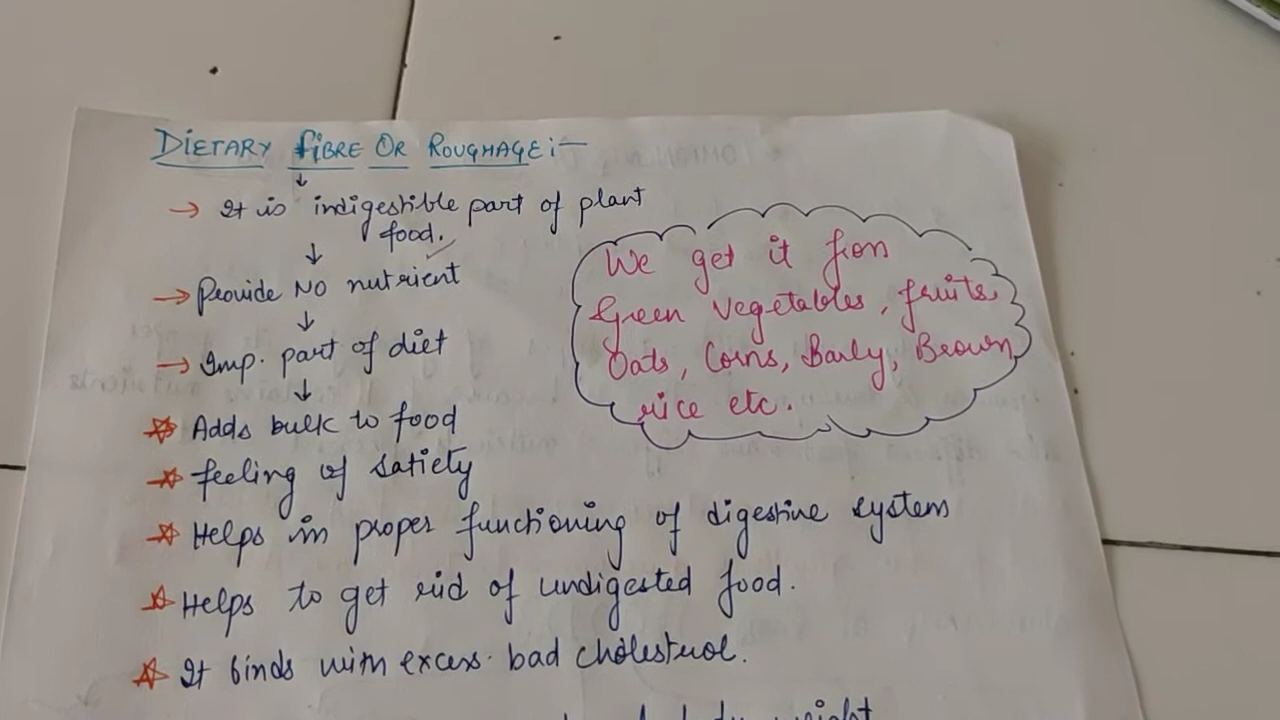 DIETARY FIBRE OR ROUGHAGE :-
→ It is indigestible part of plant
food.
→ Provide NO nutrient
→ Imp. part of diet
Adds bulk to food
feeling of satiety
Helps in proper functioning of digestive system
Helps to get rid of undigested food.
It binds with excess bad cholesterol.
We get it from
Green Vegetables, fruits,
Oats, Corns, Barly, Brown
rice etc.